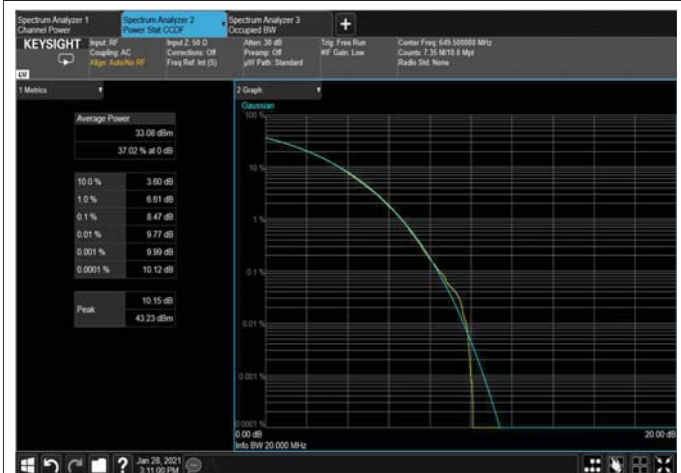 Spectrum Analyzer 1
Channel Power
Spectrum Analyzer 2
Power Stat CCDF
Spectrum Analyzer 3
Occupied BW
+
KEYSIGHT
Input: RF
Coupling: AC
Align: Auto/No RF
Input Z: 50 Ω
Corrections: Off
Freq Ref: Int (S)
Atten: 30 dB
Preamp: Off
µW Path: Standard
Trig: Free Run
#IF Gain: Low
Center Freq: 649.500000 MHz
Counts: 7.35 M/10.0 Mpt
Radio Std: None
LXI
1 Metrics
Average Power
33.08 dBm
37.02 % at 0 dB
10.0 % 3.60 dB
1.0 % 6.61 dB
0.1 % 8.47 dB
0.01 % 9.77 dB
0.001 % 9.99 dB
0.0001 % 10.12 dB
Peak
10.15 dB
43.23 dBm
2 Graph
Gaussian
100 %
10 %
1 %
0.1 %
0.01 %
0.001 %
0.0001 %
0.00 dB
20.00 dB
Info BW 20.000 MHz
?
Jan 28, 2021
3:11:00 PM